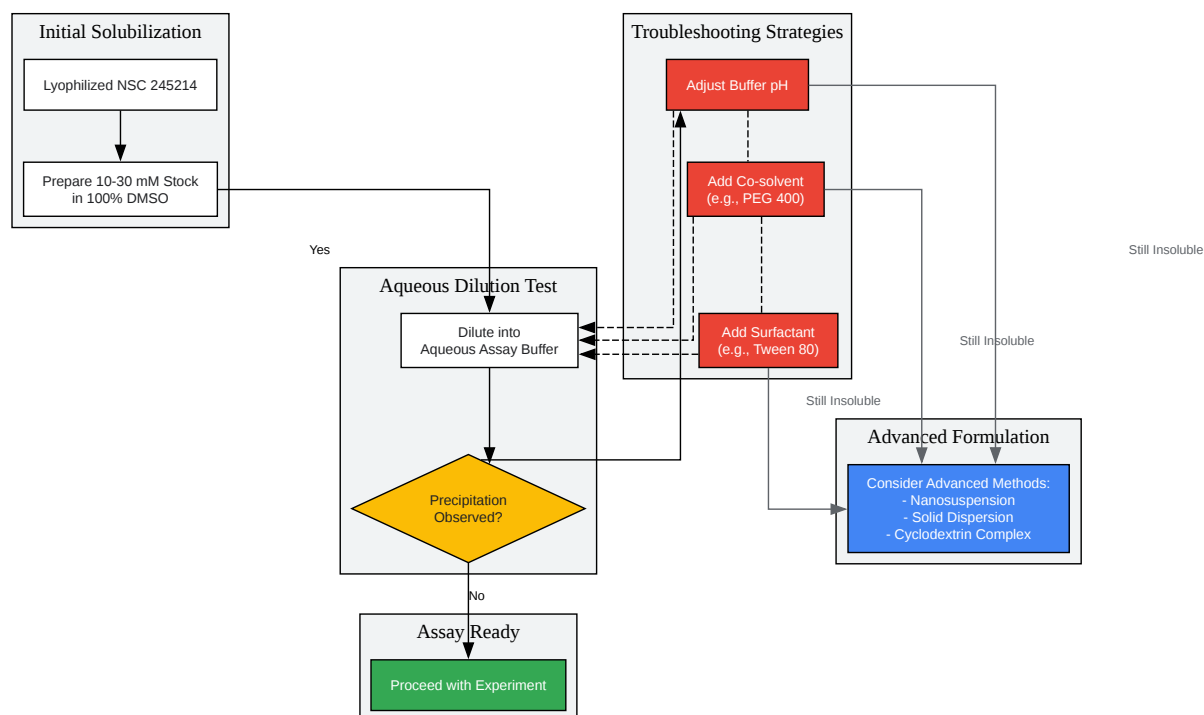 Initial Solubilization
Lyophilized NSC 245214
Prepare 10-30 mM Stock
in 100% DMSO
Troubleshooting Strategies
Adjust Buffer pH
Add Co-solvent
(e.g., PEG 400)
Add Surfactant
(e.g., Tween 80)
Yes
Still Insoluble
Still Insoluble
Still Insoluble
Aqueous Dilution Test
Dilute into
Aqueous Assay Buffer
Precipitation
Observed?
Advanced Formulation
Consider Advanced Methods:
- Nanosuspension
- Solid Dispersion
- Cyclodextrin Complex
No
Assay Ready
Proceed with Experiment